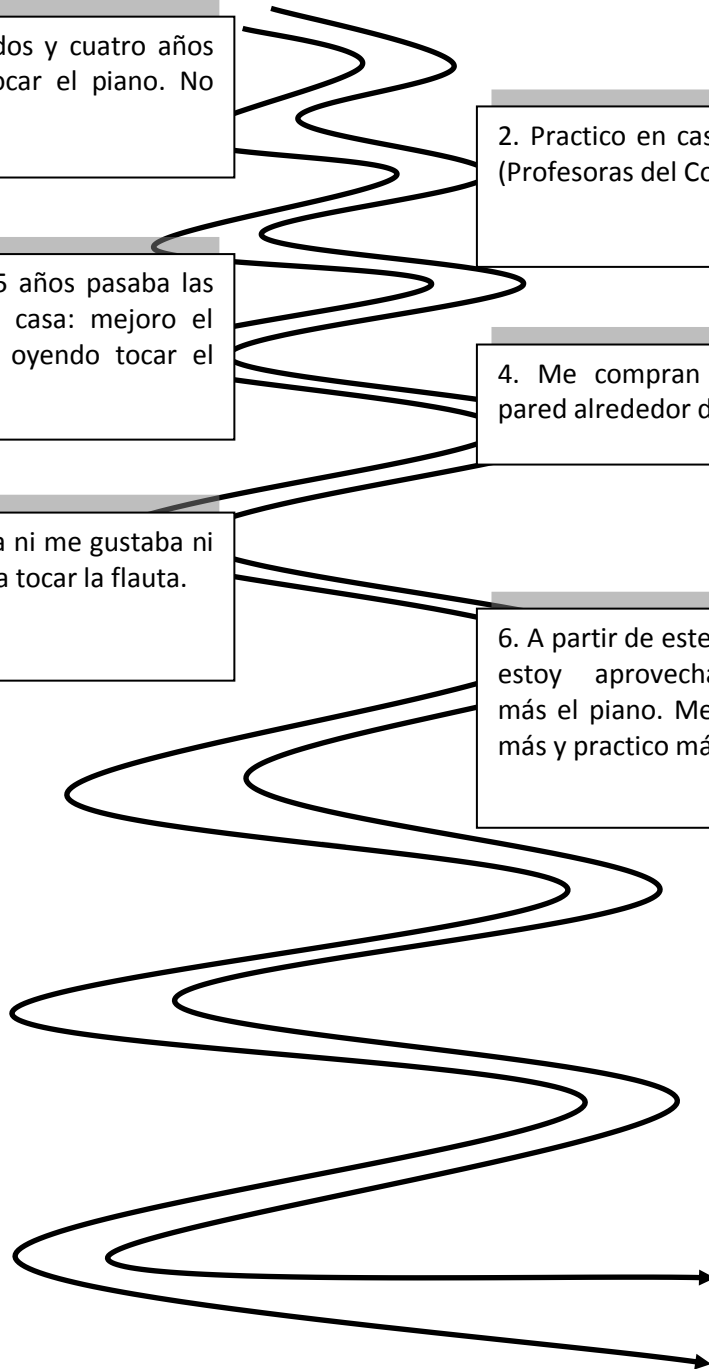 dos y cuatro años
ocar el piano. No
2. Practico en cas
(Profesoras del Co
5 años pasaba las
casa: mejoro el
oyendo tocar el
4. Me compran
pared alrededor d
a ni me gustaba ni
a tocar la flauta.
6. A partir de este
estoy aprovecha
más el piano. Me
más y practico má